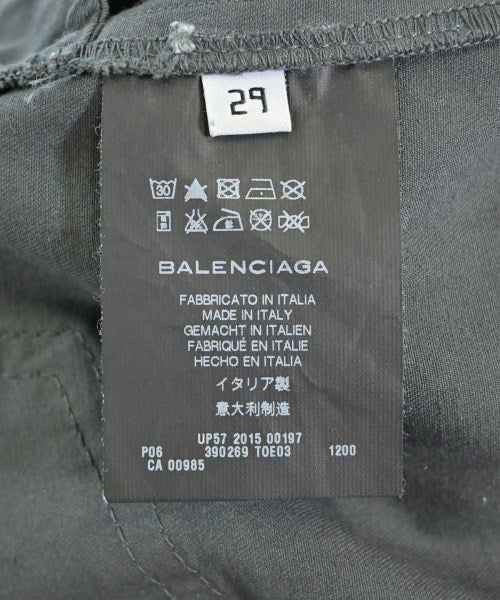 29
30
BALENCIAGA
FABBRICATO IN ITALIA
MADE IN ITALY
GEMACHT IN ITALIEN
FABRIQUÉ EN ITALIE
HECHO EN ITALIA
イタリア製
意大利制造
UP57 2015 00197
P06 390269 TOE03 1200
CA 00985